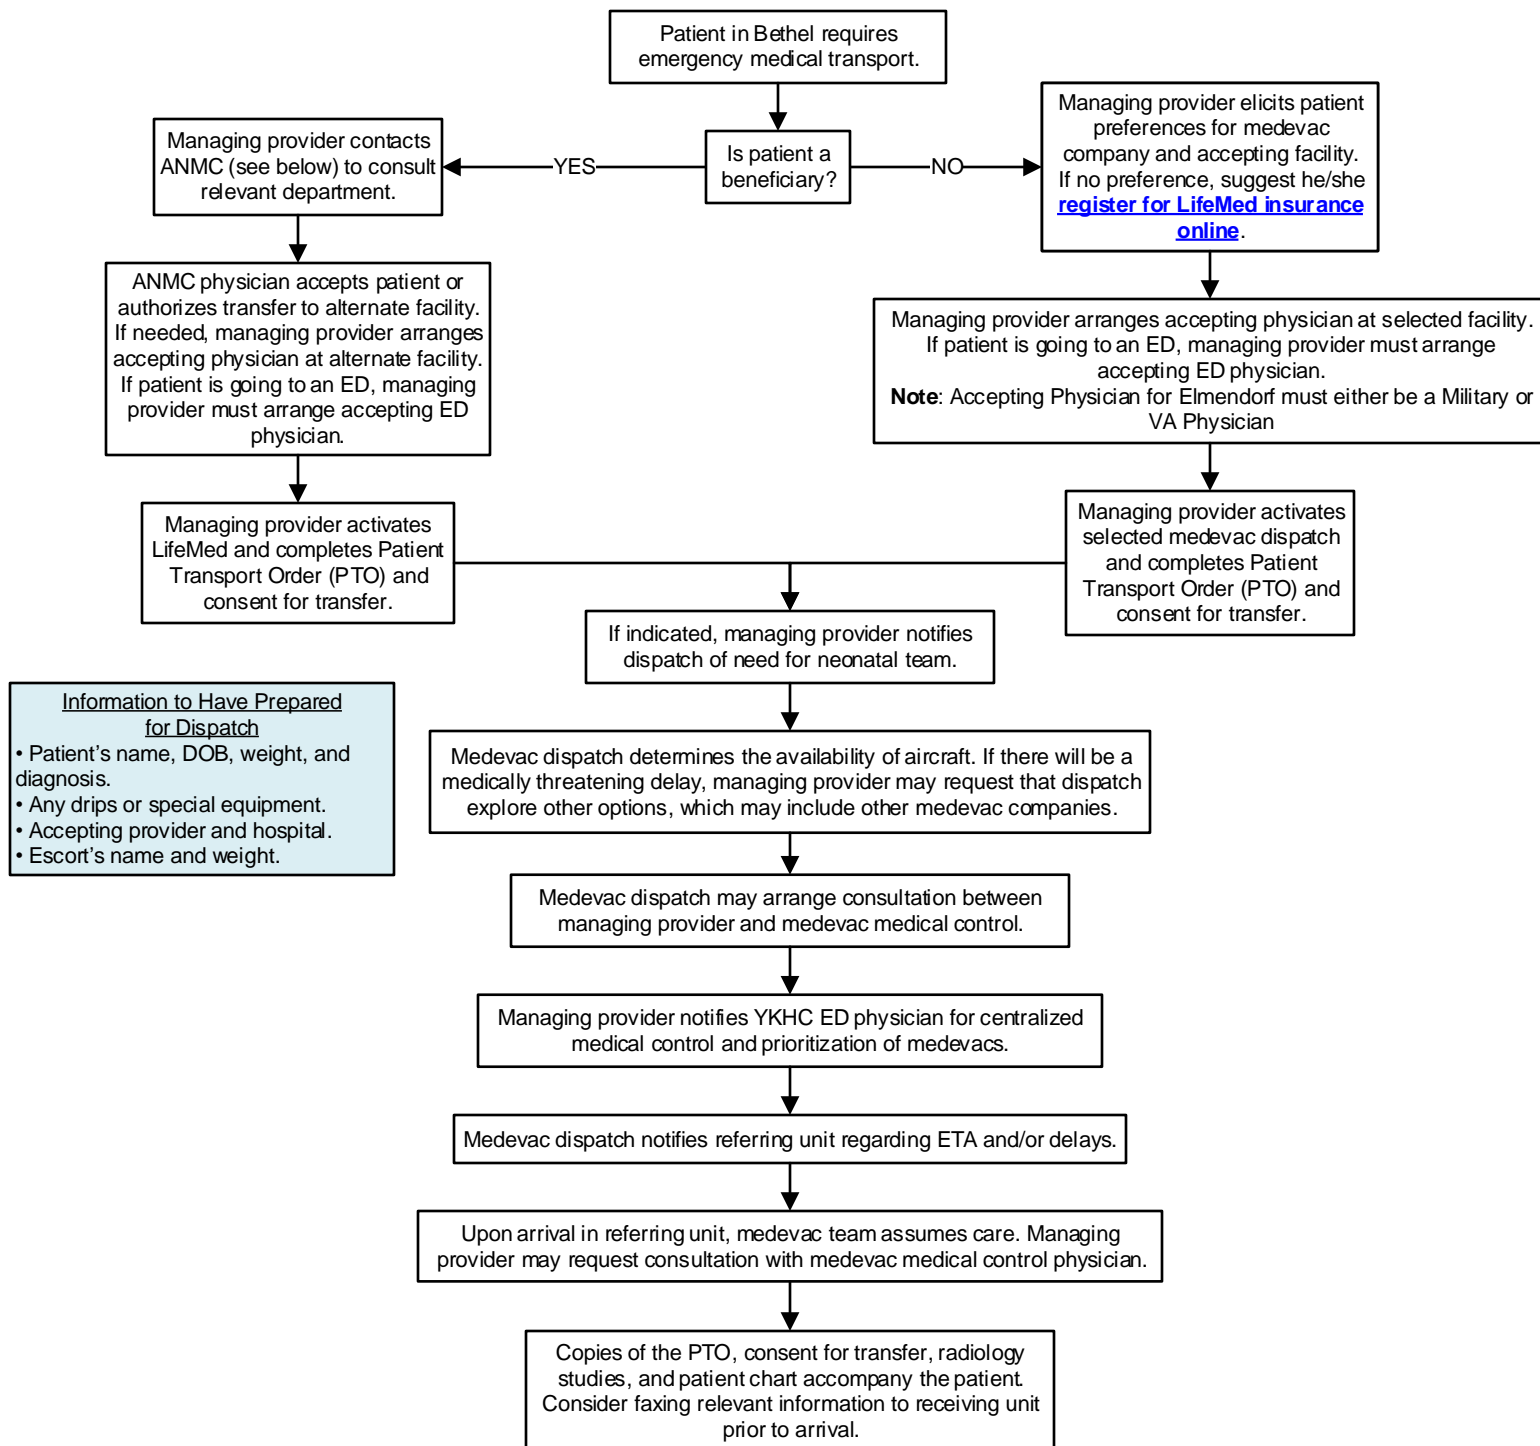 Patient in Bethel requires
emergency medical transport.
Is patient a
beneficiary?
YES
NO
Managing provider contacts
ANMC (see below) to consult
relevant department.
Managing provider elicits patient
preferences for medevac
company and accepting facility.
If no preference, suggest he/she
register for LifeMed insurance
online.
ANMC physician accepts patient or
authorizes transfer to alternate facility.
If needed, managing provider arranges
accepting physician at alternate facility.
If patient is going to an ED, managing
provider must arrange accepting ED
physician.
Managing provider arranges accepting physician at selected facility.
If patient is going to an ED, managing provider must arrange
accepting ED physician.
Note: Accepting Physician for Elmendorf must either be a Military or
VA Physician
Managing provider activates
LifeMed and completes Patient
Transport Order (PTO) and
consent for transfer.
Managing provider activates
selected medevac dispatch
and completes Patient
Transport Order (PTO) and
consent for transfer.
If indicated, managing provider notifies
dispatch of need for neonatal team.
Information to Have Prepared
for Dispatch
• Patient's name, DOB, weight, and
diagnosis.
• Any drips or special equipment.
• Accepting provider and hospital.
• Escort's name and weight.
Medevac dispatch determines the availability of aircraft. If there will be a
medically threatening delay, managing provider may request that dispatch
explore other options, which may include other medevac companies.
Medevac dispatch may arrange consultation between
managing provider and medevac medical control.
Managing provider notifies YKHC ED physician for centralized
medical control and prioritization of medevacs.
Medevac dispatch notifies referring unit regarding ETA and/or delays.
Upon arrival in referring unit, medevac team assumes care. Managing
provider may request consultation with medevac medical control physician.
Copies of the PTO, consent for transfer, radiology
studies, and patient chart accompany the patient.
Consider faxing relevant information to receiving unit
prior to arrival.